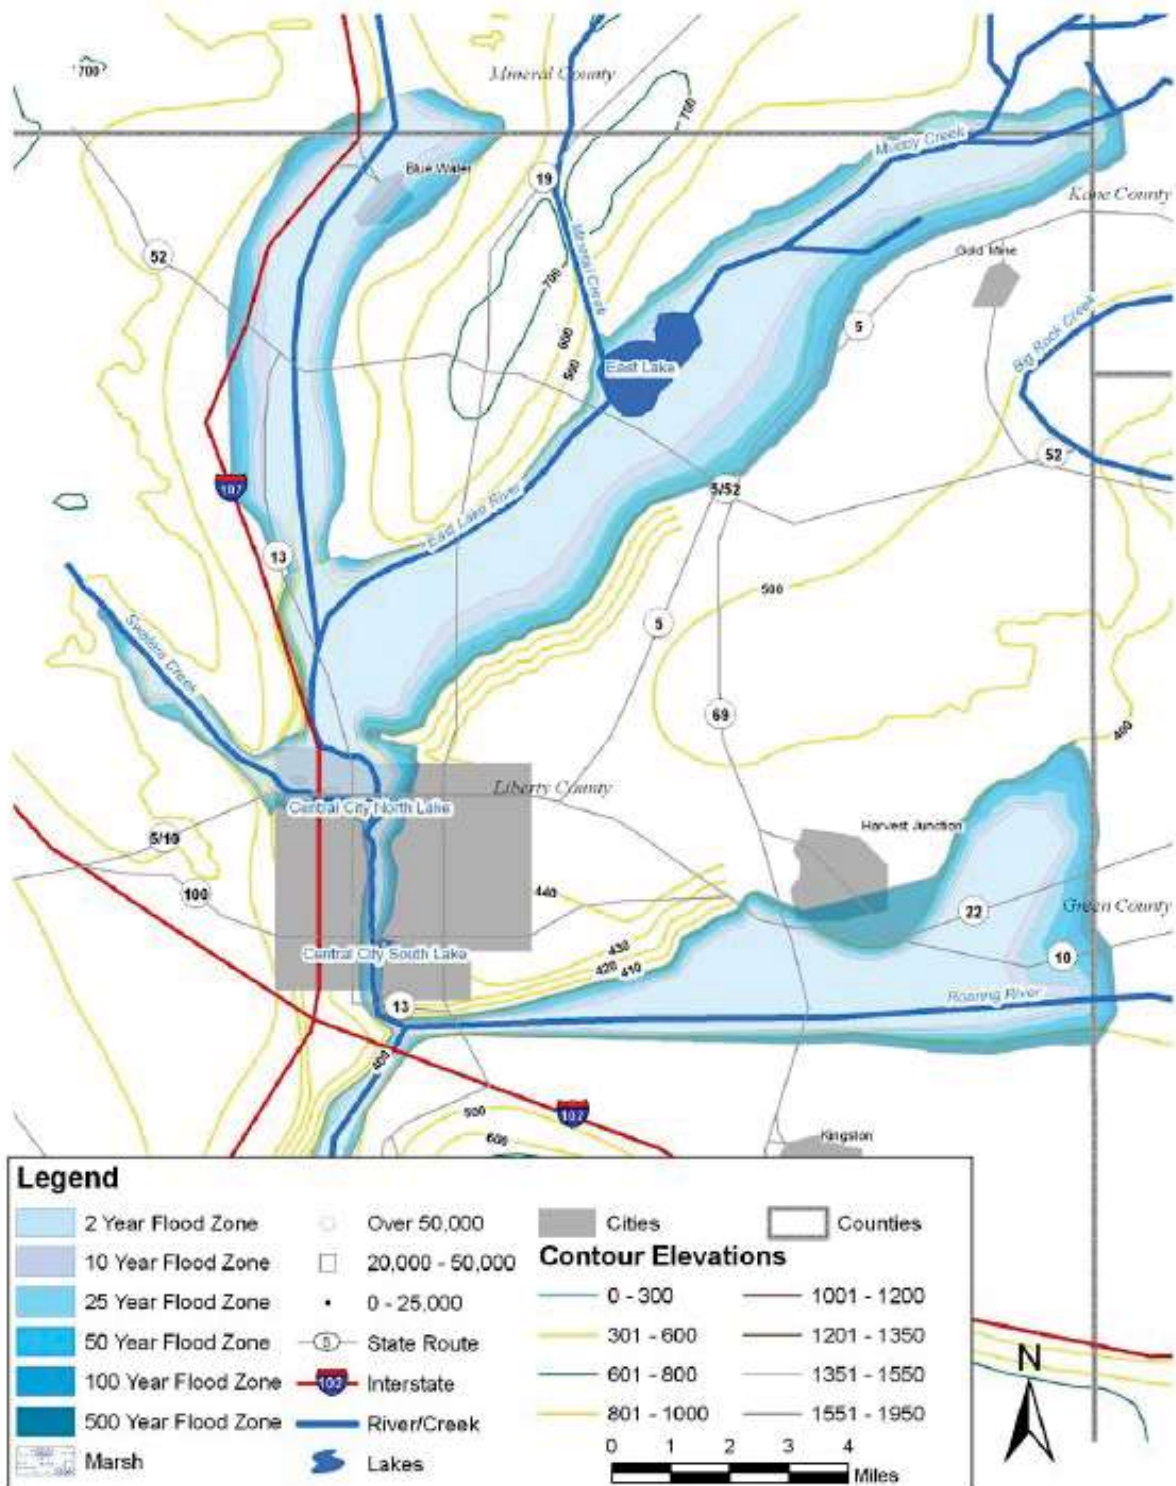 700
Mineral County
Blue Water
19
700
Muddy Creek
Kane County
52
Mineral Creek
700
Gold Mine
5
Big Rock Creek
600
500
East Lake
52
107
5/52
East Lake River
13
500
5
Swallens Creek
69
400
Liberty County
Central City North Lake
Harvest Junction
5/10
100
440
22
Green County
430
420
410
Central City South Lake
10
13
Roaring River
400
500
102
600
Kingston
Legend
2 Year Flood Zone
10 Year Flood Zone
25 Year Flood Zone
50 Year Flood Zone
100 Year Flood Zone
500 Year Flood Zone
Marsh
Over 50,000
20,000 - 50,000
0 - 25,000
5 State Route
Interstate
River/Creek
Lakes
Cities
Counties
Contour Elevations
0 - 300
301 - 600
601 - 800
801 - 1000
1001 - 1200
1201 - 1350
1351 - 1550
1551 - 1950
0 1 2 3 4
Miles
N